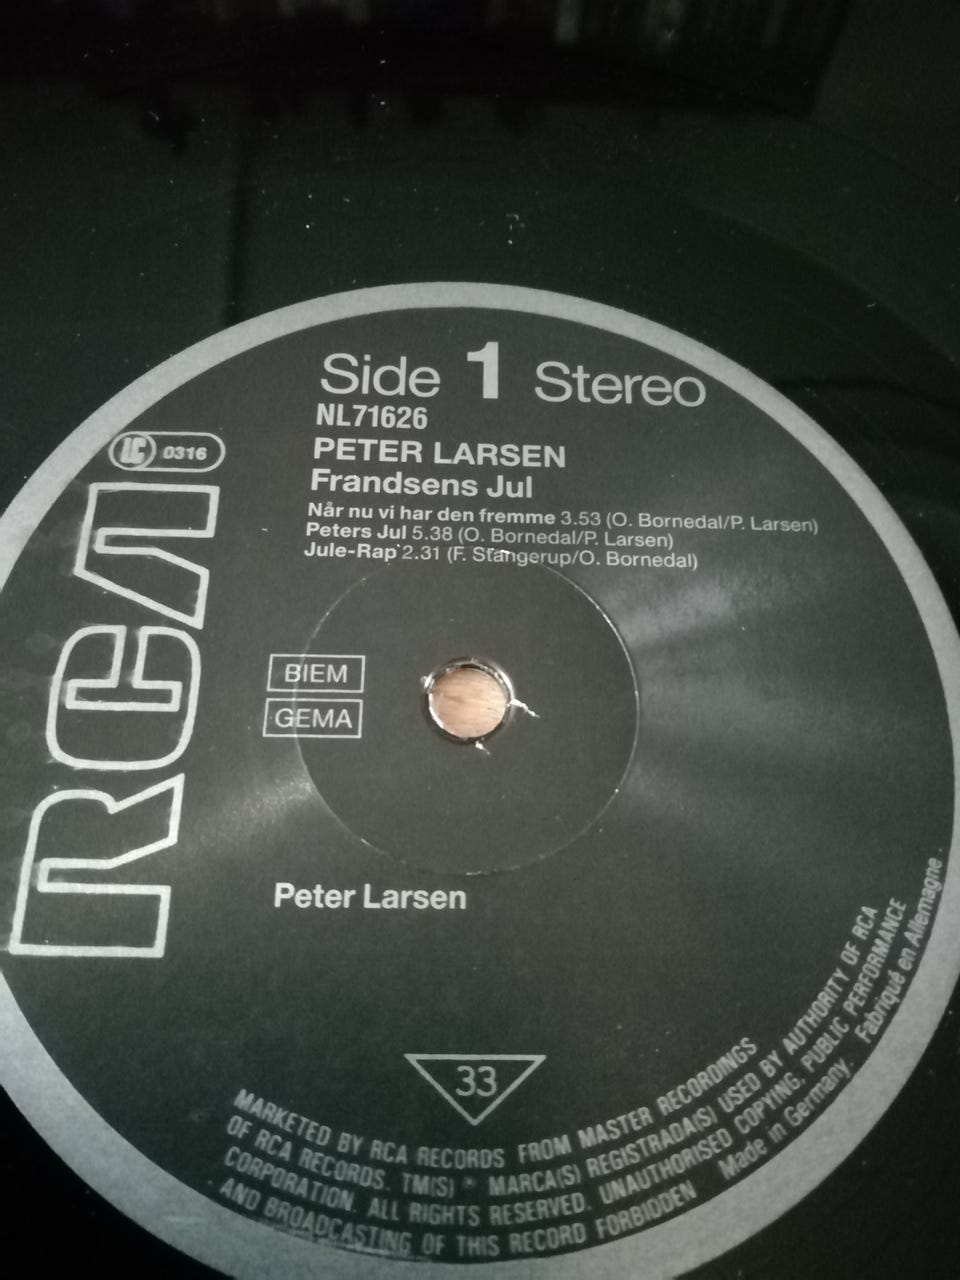 Side 1 Stereo
NL71626
LC 0316
PETER LARSEN
Frandsens Jul
Når nu vi har den fremme 3.53 (O. Bornedal/P. Larsen)
Peters Jul 5.38 (O. Bornedal/P. Larsen)
Jule-Rap 2.31 (F. Stangerup/O. Bornedal)
RCA
BIEM
GEMA
Peter Larsen
33
MARKETED BY RCA RECORDS FROM MASTER RECORDINGS
OF RCA RECORDS. TM(S) ® MARCA(S) REGISTRADA(S) USED BY AUTHORITY OF RCA
CORPORATION. ALL RIGHTS RESERVED. UNAUTHORISED COPYING, PUBLIC PERFORMANCE
AND BROADCASTING OF THIS RECORD FORBIDDEN Made in Germany. Fabriqué en Allemagne.